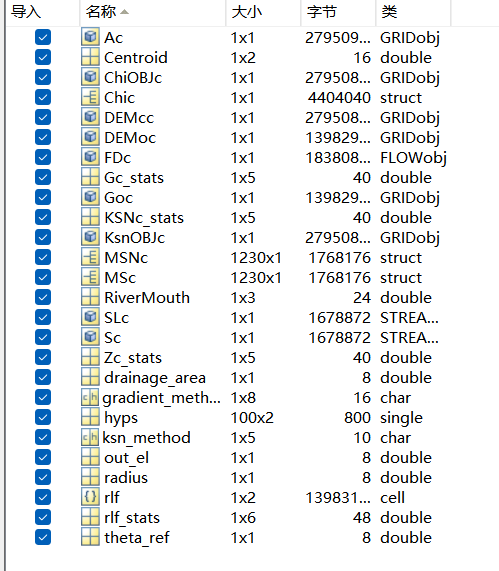 导入 名称 大小 字节 类
Ac 1x1 279509... GRIDobj
Centroid 1x2 16 double
ChiOBJc 1x1 279508... GRIDobj
Chic 1x1 4404040 struct
DEMcc 1x1 279508... GRIDobj
DEMoc 1x1 139829... GRIDobj
FDc 1x1 183808... FLOWobj
Gc_stats 1x5 40 double
Goc 1x1 139829... GRIDobj
KSNc_stats 1x5 40 double
KsnOBJc 1x1 279508... GRIDobj
MSNc 1230x1 1768176 struct
MSc 1230x1 1768176 struct
RiverMouth 1x3 24 double
SLc 1x1 1678872 STREA...
Sc 1x1 1678872 STREA...
Zc_stats 1x5 40 double
drainage_area 1x1 8 double
gradient_meth... 1x8 16 char
hyps 100x2 800 single
ksn_method 1x5 10 char
out_el 1x1 8 double
radius 1x1 8 double
rlf 1x2 139831... cell
rlf_stats 1x6 48 double
theta_ref 1x1 8 double